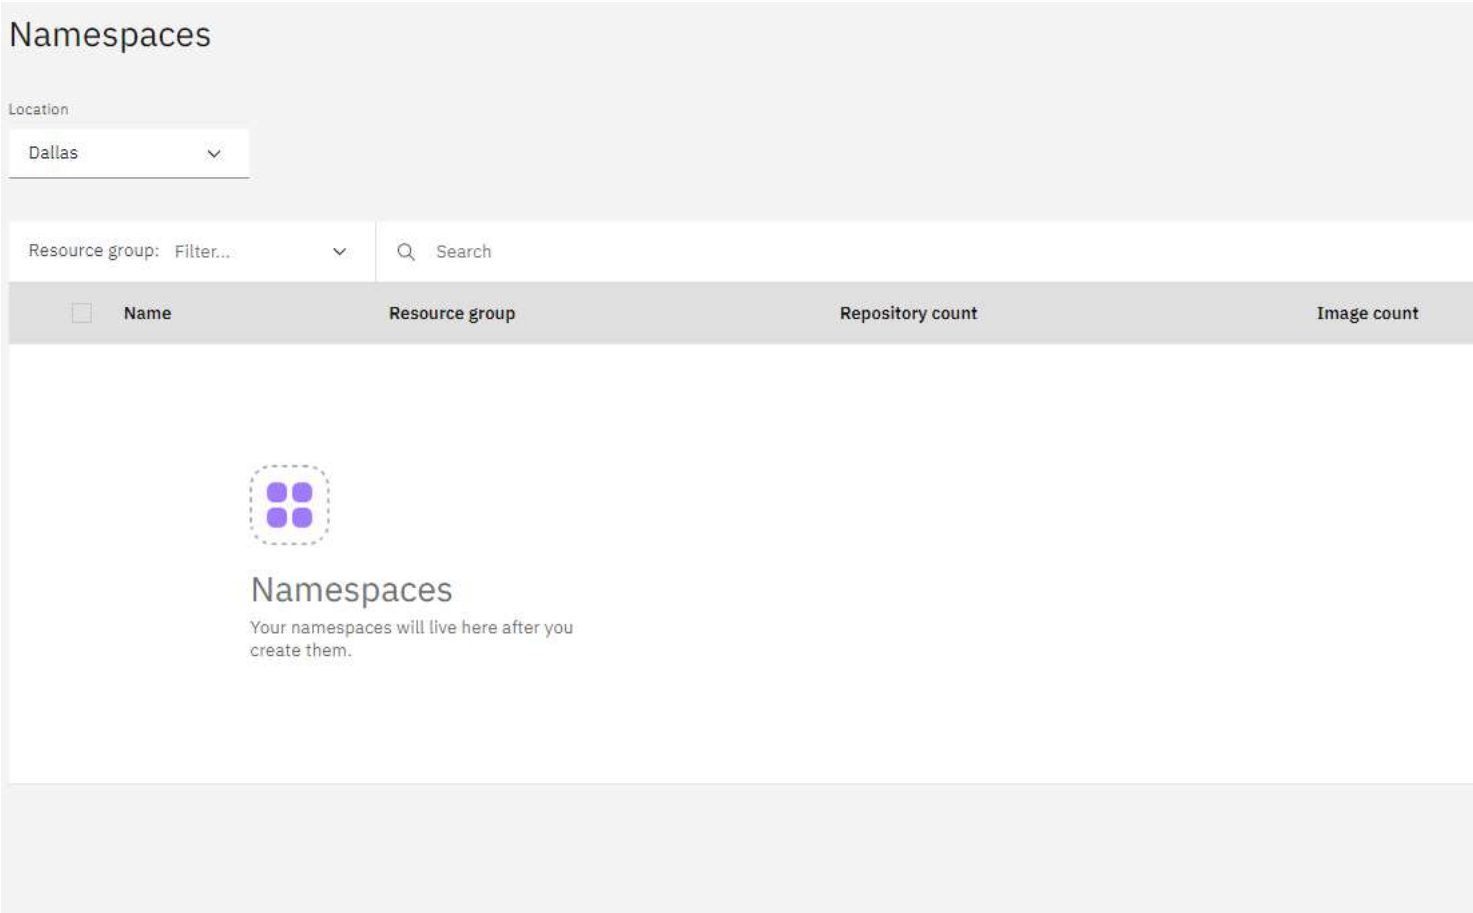 Namespaces
Location
Dallas
Resource group: Filter... Search
Name Resource group Repository count Image count
Namespaces
Your namespaces will live here after you
create them.